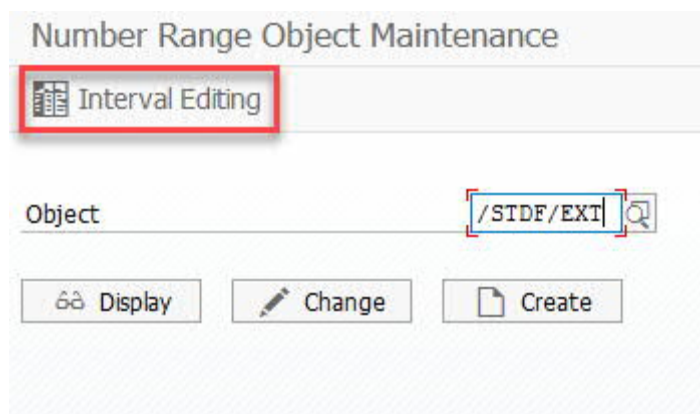 Number Range Object Maintenance
Interval Editing
Object /STDF/EXT
Display Change Create